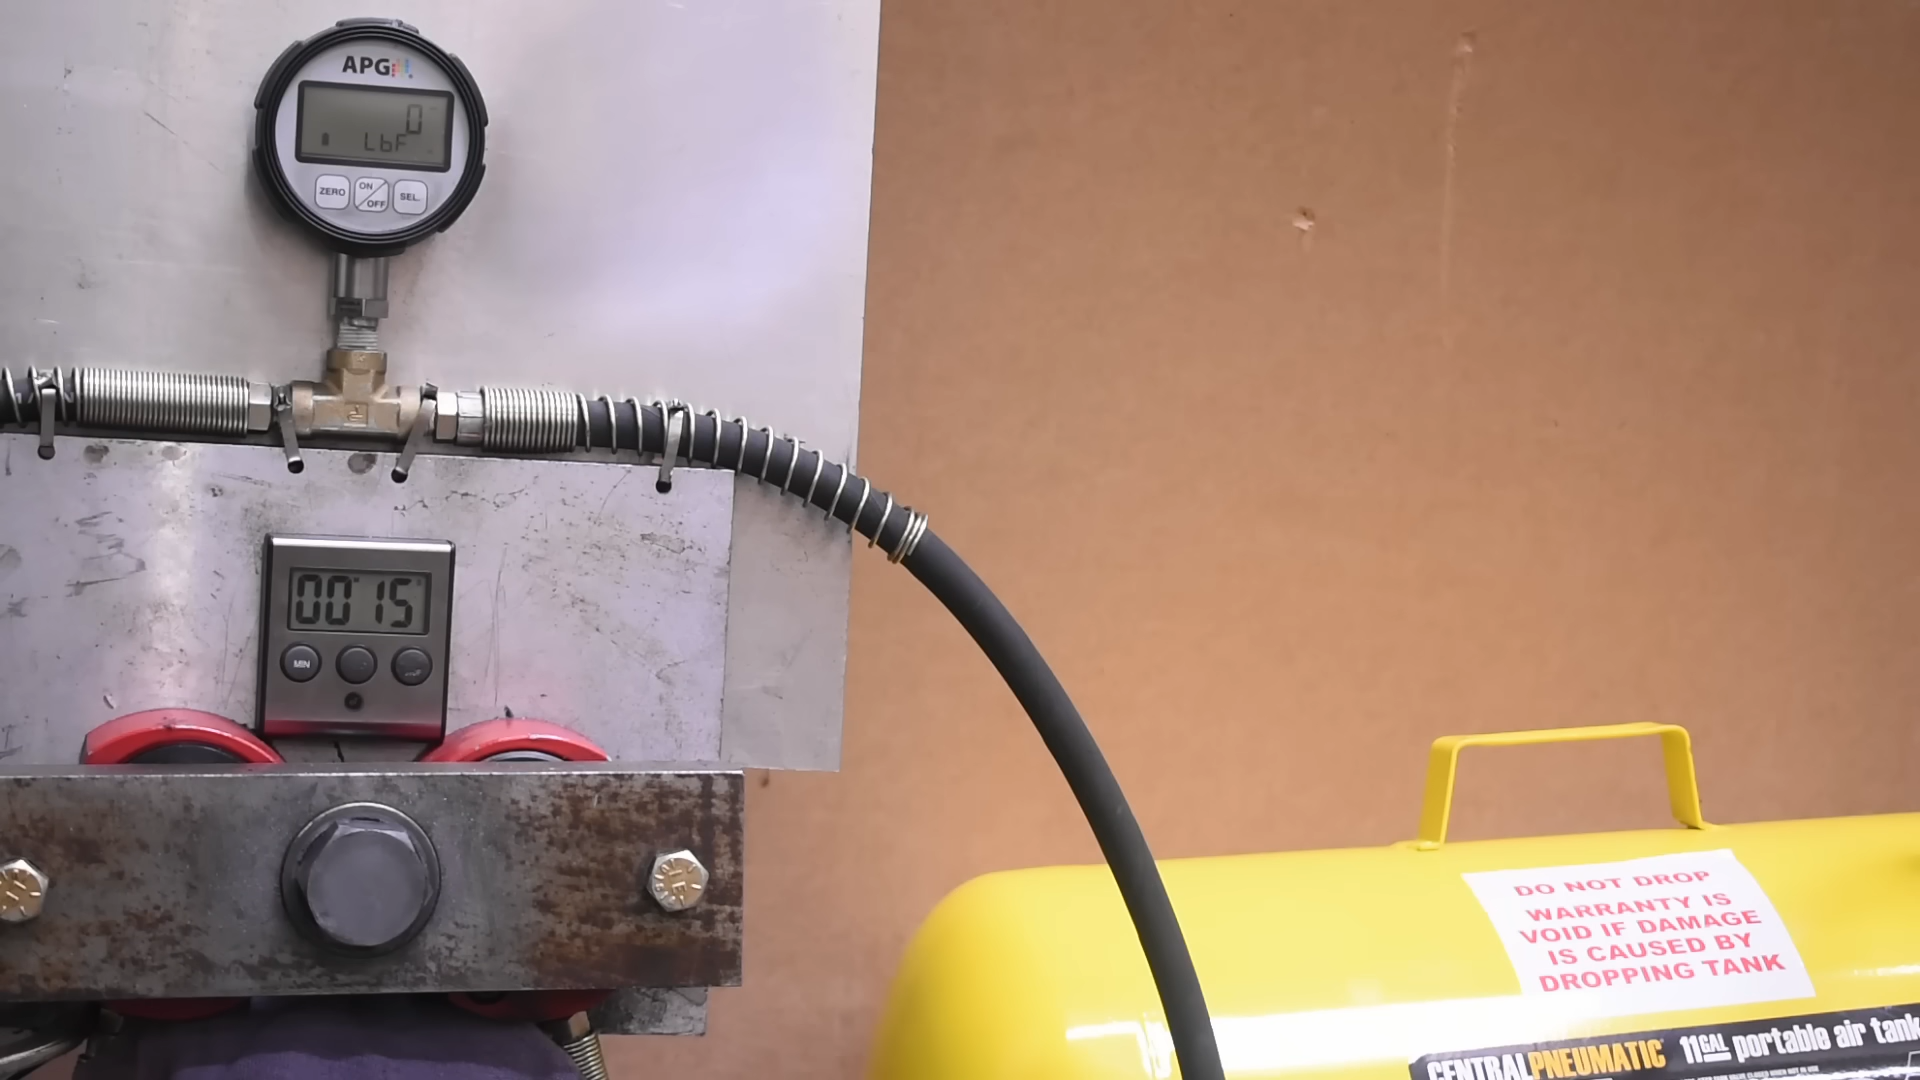 APG
0
LbF
ZERO
ON
OFF
SEL.
00 15
MIN
DO NOT DROP
WARRANTY IS
VOID IF DAMAGE
IS CAUSED BY
DROPPING TANK
CENTRALPNEUMATIC 11GAL portable air tank